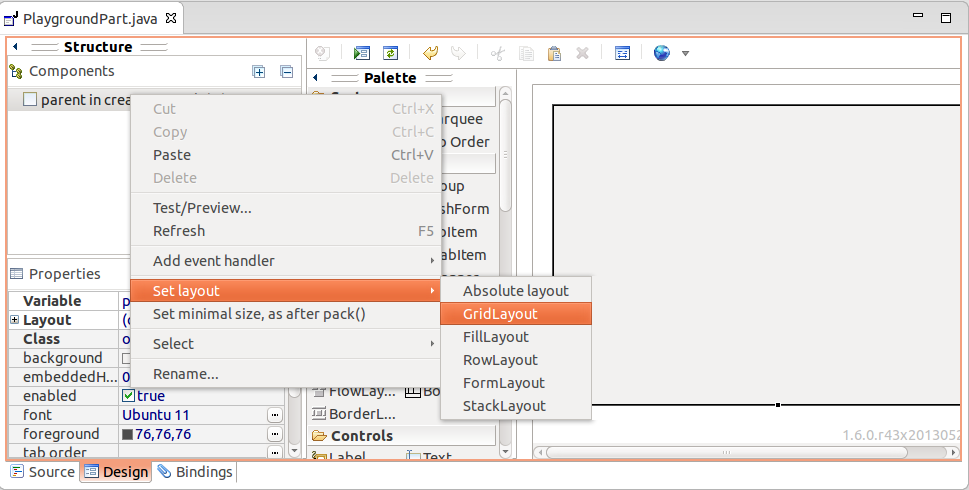 PlaygroundPart.java
Structure
Components
parent in crea
Palette
arquee
Order
oup
shForm
Item
abItem
Cut Ctrl+X
Copy Ctrl+C
Paste Ctrl+V
Delete Delete
Test/Preview...
Refresh F5
Add event handler
Set layout
Set minimal size, as after pack()
Select
Rename...
Absolute layout
GridLayout
FillLayout
RowLayout
FormLayout
StackLayout
Properties
Variable p
Layout (
Class o
background
embeddedH... 0
enabled true
font Ubuntu 11 ...
foreground 76,76,76 ...
tab order
FlowLay... Bo
BorderL...
Controls
Label Text
1.6.0.r43x2013052
Source Design Bindings